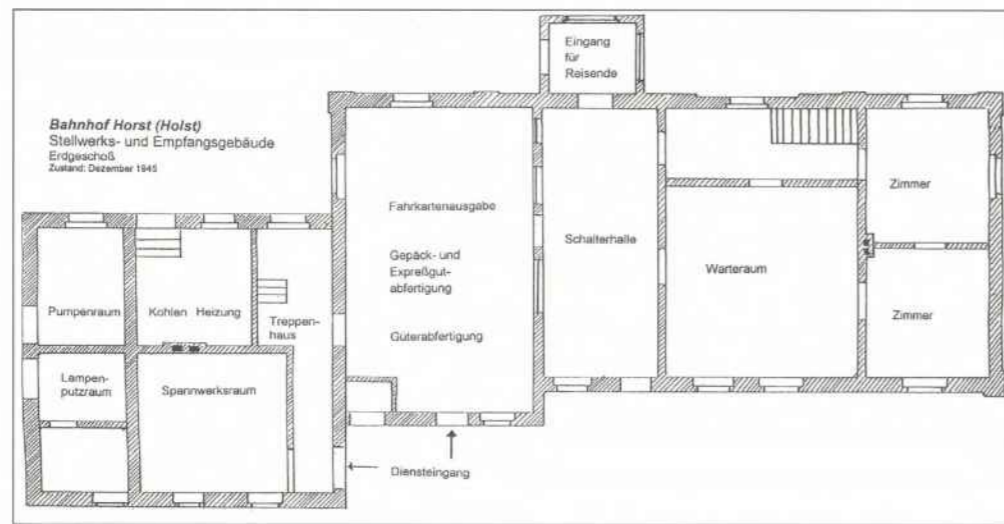 Bahnhof Horst (Holst)
Stellwerks- und Empfangsgebäude
Erdgeschoß
Zustand: Dezember 1945
Eingang
für
Reisende
Fahrkartenausgabe
Gepäck- und
Expreßgut-
abfertigung
Güterabfertigung
Schalterhalle
Warteraum
Zimmer
Zimmer
Pumpenraum
Kohlen Heizung
Treppen-
haus
Lampen-
putzraum
Spannwerksraum
Diensteingang